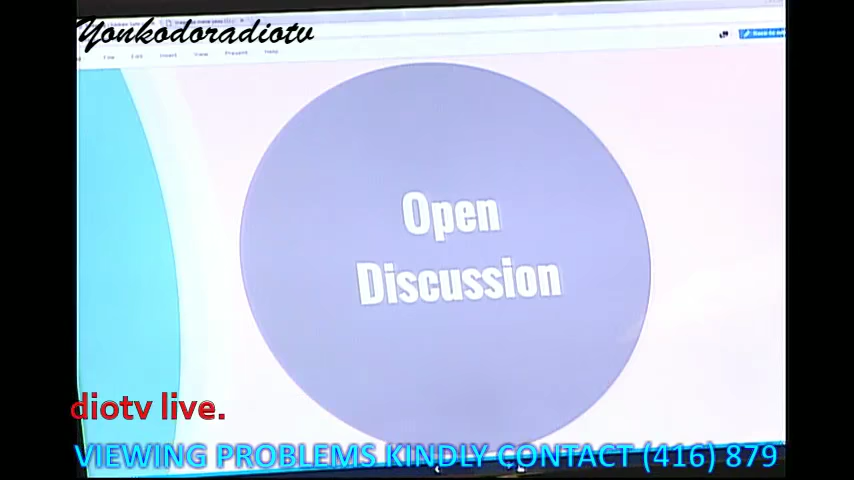 Yonkodoradiotv
Open
Discussion
diotv live.
VIEWING PROBLEMS KINDLY CONTACT (416) 879